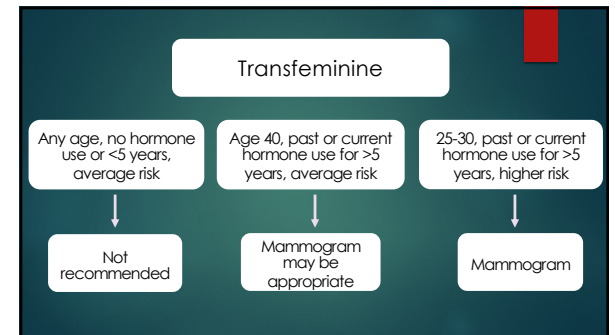 Transfeminine
Any age, no hormone
use or <5 years,
average risk
Age 40, past or current
hormone use for >5
years, average risk
25-30, past or current
hormone use for >5
years, higher risk
Not
recommended
Mammogram
may be
appropriate
Mammogram